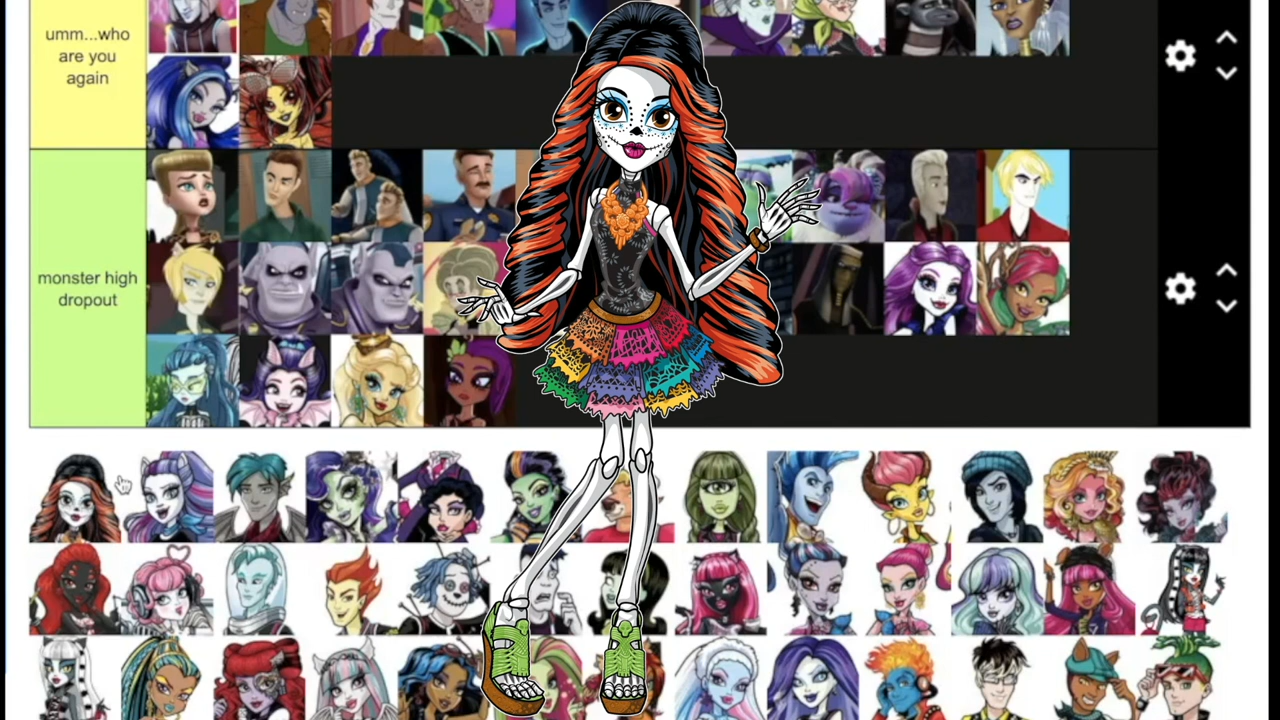 umm...who
are you
again
monster high
dropout